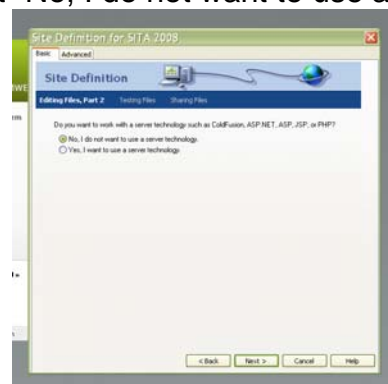 No, I do not want to use a
Site Definition for SITA 2008
Basic Advanced
Site Definition
Editing Files, Part 2 Testing Files Sharing Files
Do you want to work with a server technology such as ColdFusion, ASP.NET, ASP, JSP, or PHP?
No, I do not want to use a server technology.
Yes, I want to use a server technology.
< Back Next > Cancel Help